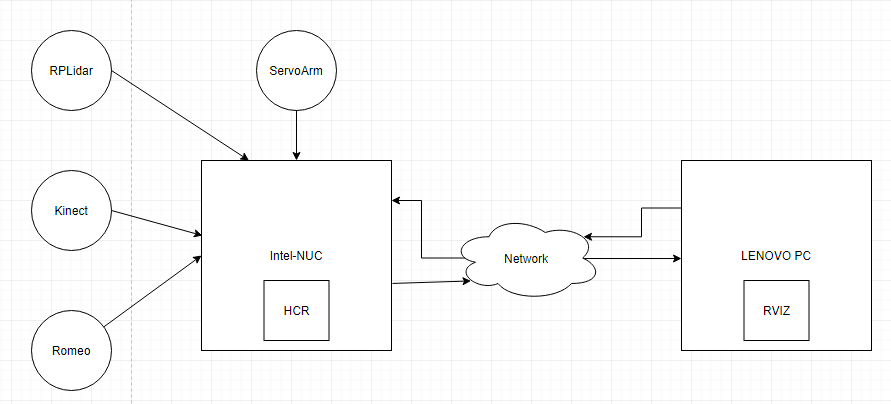 RPLidar
ServoArm
Kinect
Intel-NUC
Network
LENOVO PC
HCR
RVIZ
Romeo